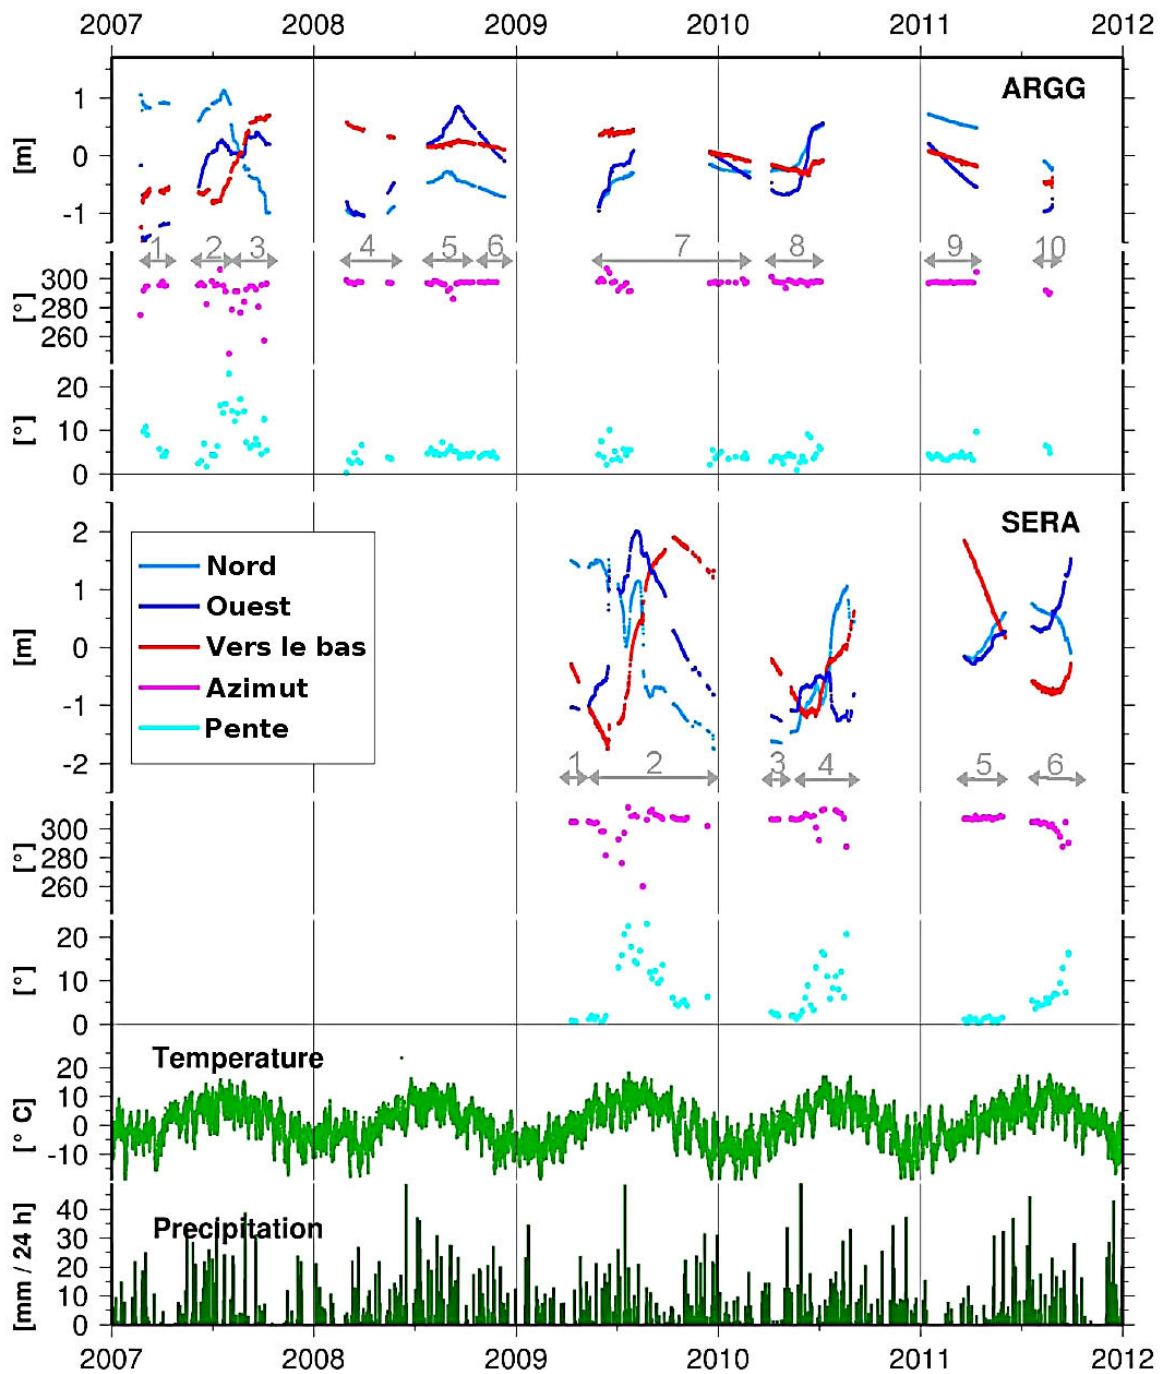 2007 2008 2009 2010 2011 2012
ARGG
1
0
-1
[m]
1 2 3 4 5 6 7 8 9 10
300
280
260
[°]
20
10
0
[°]
SERA
2
1
0
-1
-2
[m]
Nord
Ouest
Vers le bas
Azimut
Pente
1 2 3 4 5 6
300
280
260
[°]
20
10
0
[°]
Temperature
20
10
0
-10
[° C]
Precipitation
40
30
20
10
0
[mm / 24 h]
2007 2008 2009 2010 2011 2012